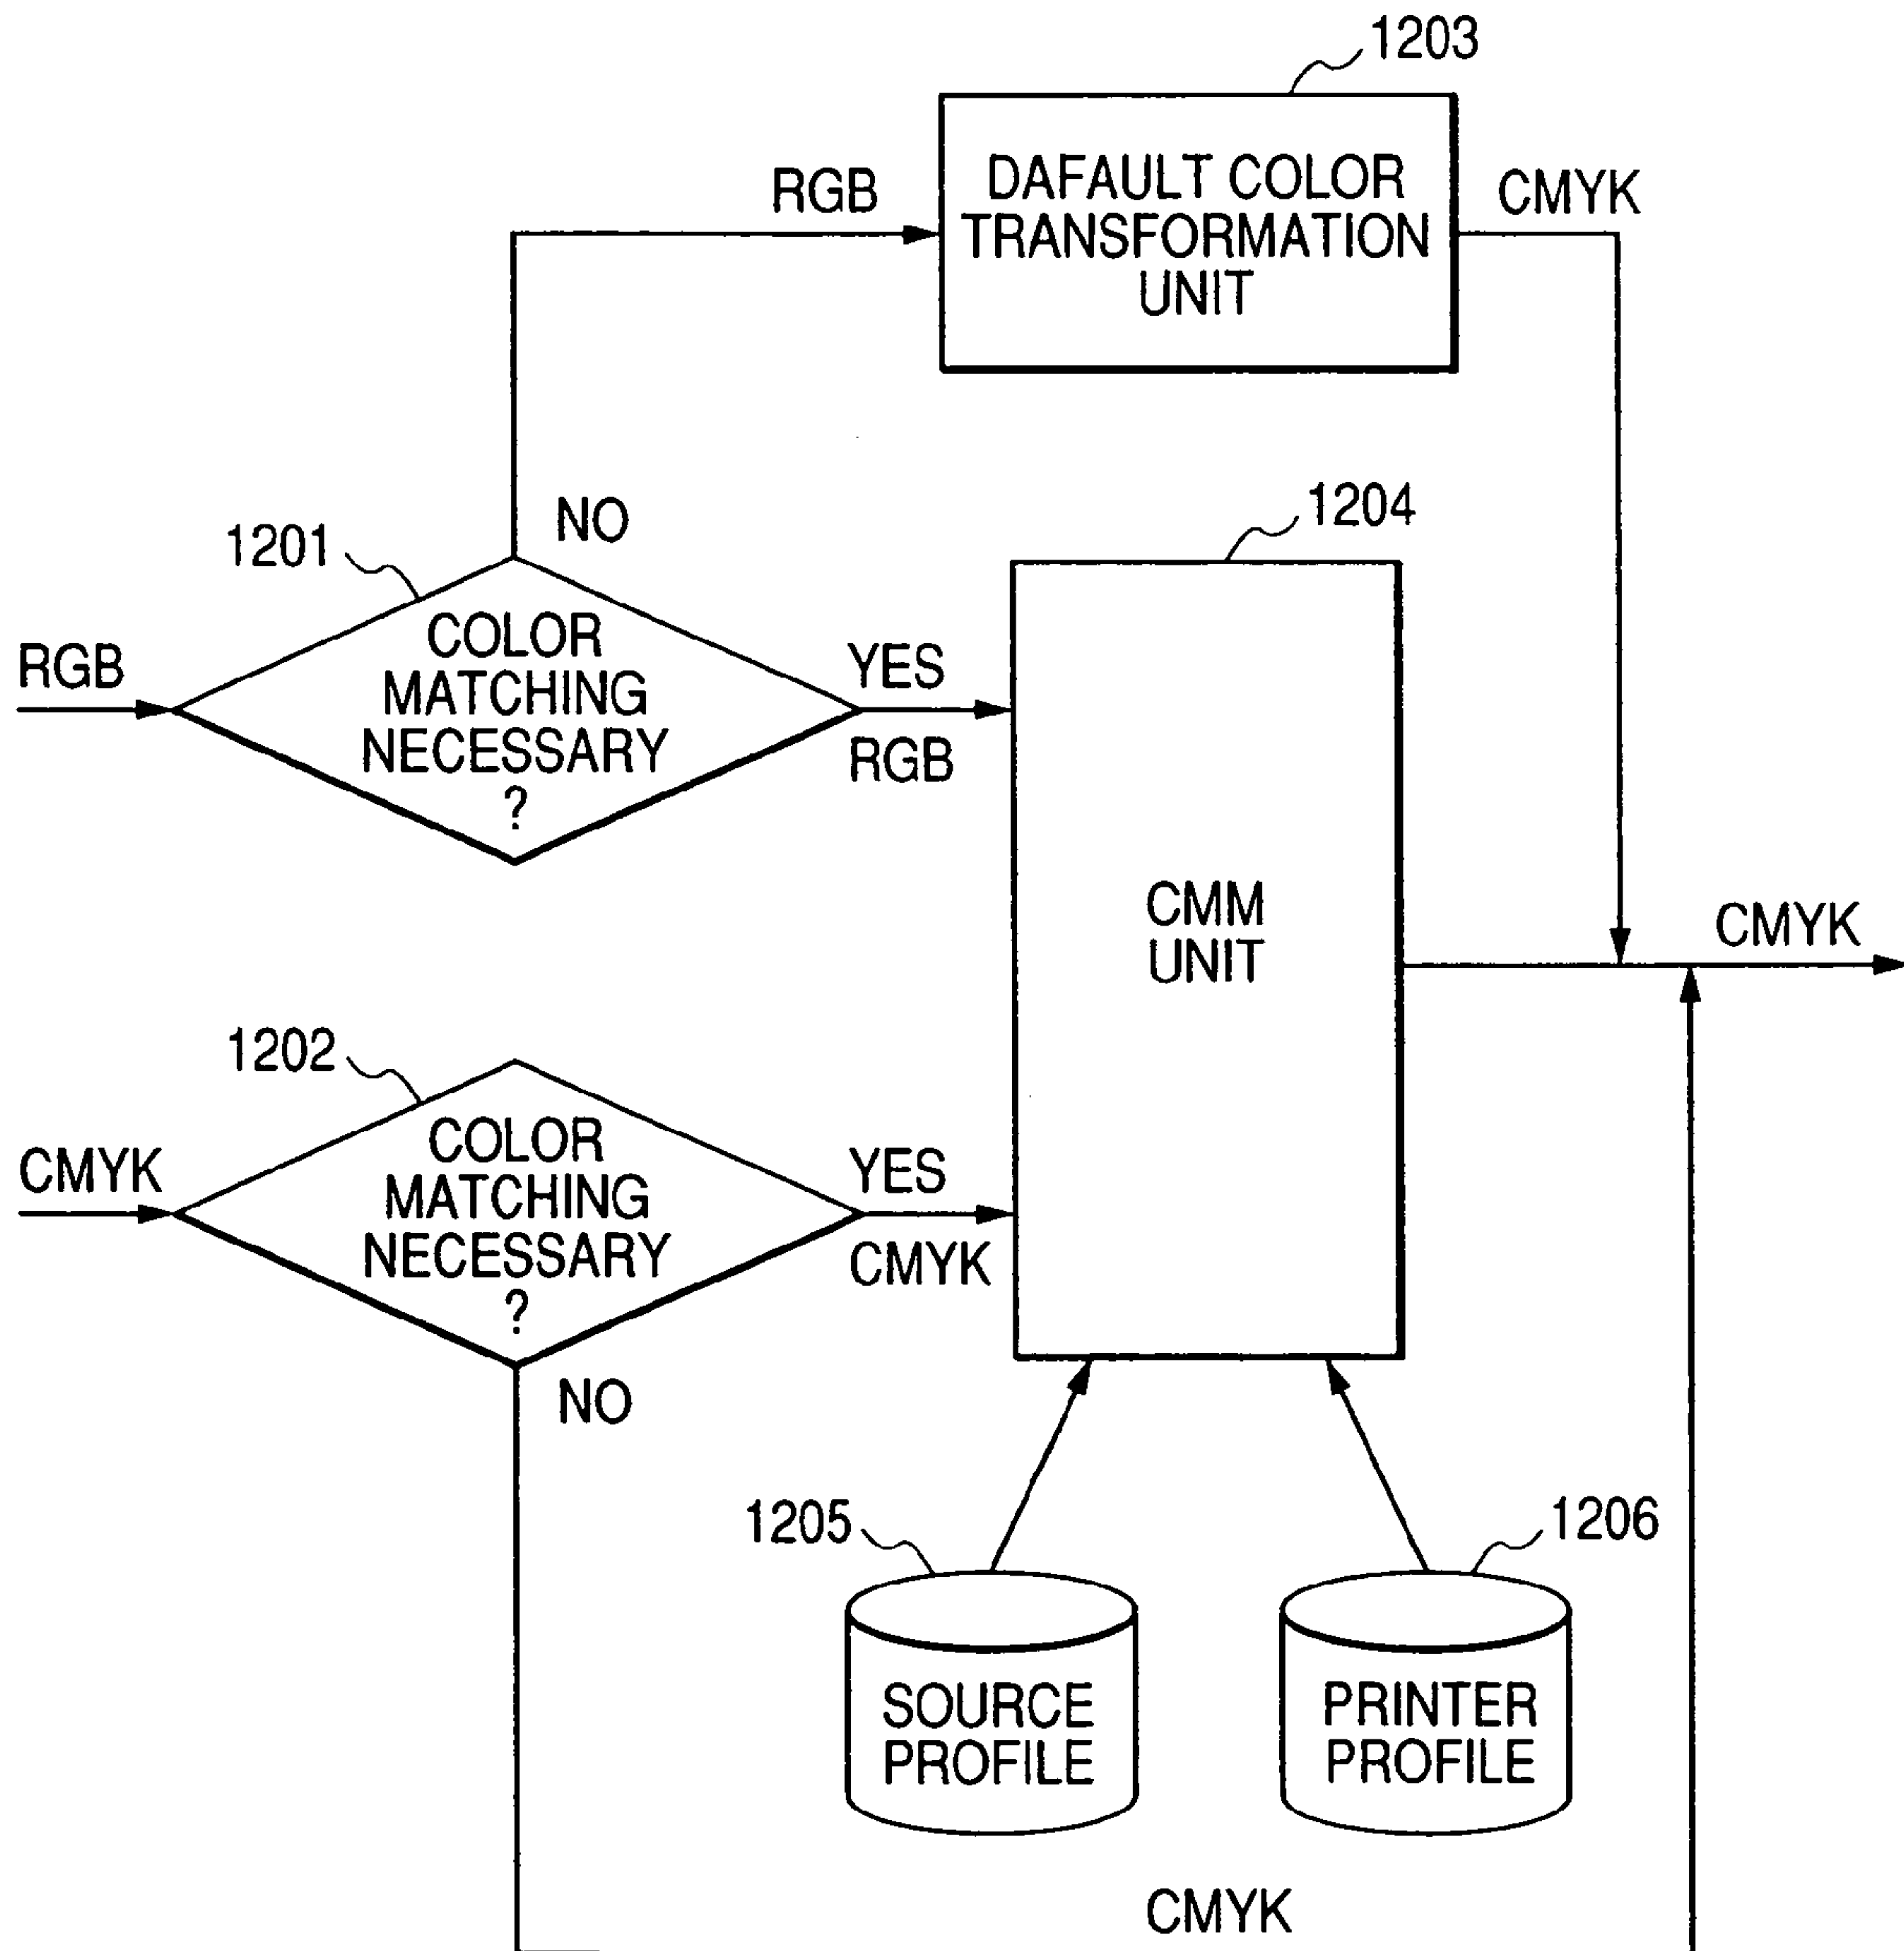 1203
DAFAULT COLOR
TRANSFORMATION
UNIT
RGB
CMYK
NO
1201
COLOR
MATCHING
NECESSARY
?
RGB
YES
RGB
1204
CMM
UNIT
CMYK
1202
COLOR
MATCHING
NECESSARY
?
CMYK
YES
CMYK
NO
1205
SOURCE
PROFILE
1206
PRINTER
PROFILE
CMYK